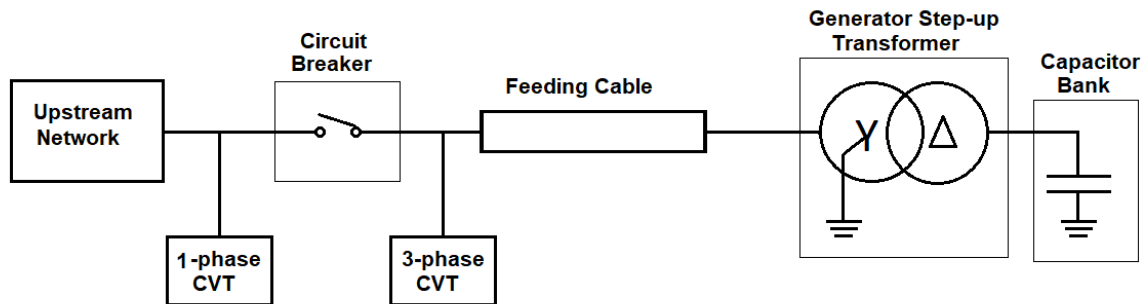 Generator Step-up
Transformer
Circuit
Breaker
Capacitor
Bank
Feeding Cable
Upstream
Network
Y
Δ
1-phase
CVT
3-phase
CVT